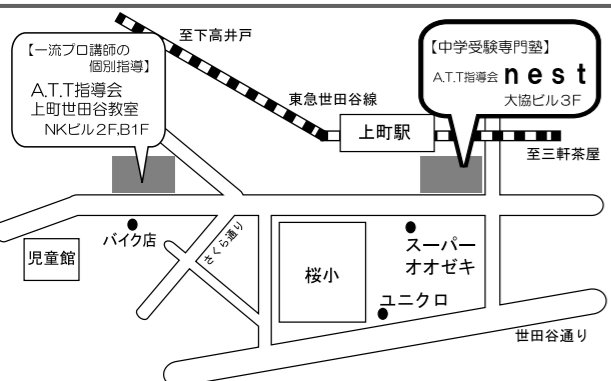 【一流プロ講師の
個別指導】
A.T.T指導会
上町世田谷教室
NKビル2F,B1F
至下高井戸
東急世田谷線
上町駅
【中学受験専門塾】
A.T.T指導会 nest
大協ビル3F
至三軒茶屋
バイク店
児童館
さくら通り
桜小
スーパー
オオゼキ
ユニクロ
世田谷通り